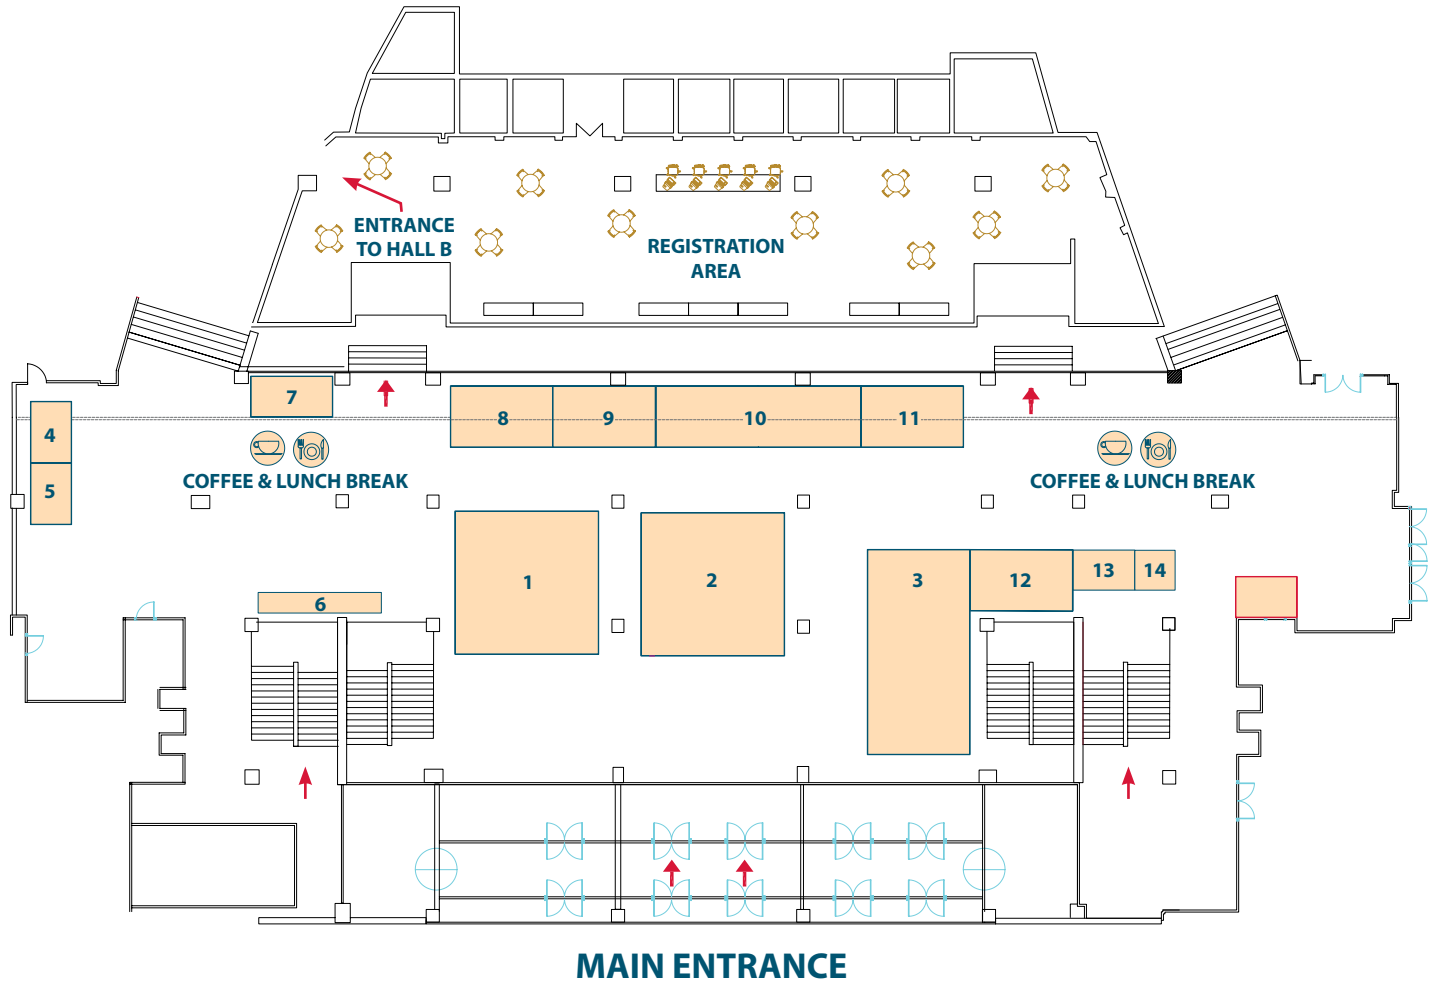 ENTRANCE
TO HALL B
REGISTRATION
AREA
7
8
9
10
11
4
5
COFFEE & LUNCH BREAK
COFFEE & LUNCH BREAK
1
2
3
12
13
14
6
MAIN ENTRANCE